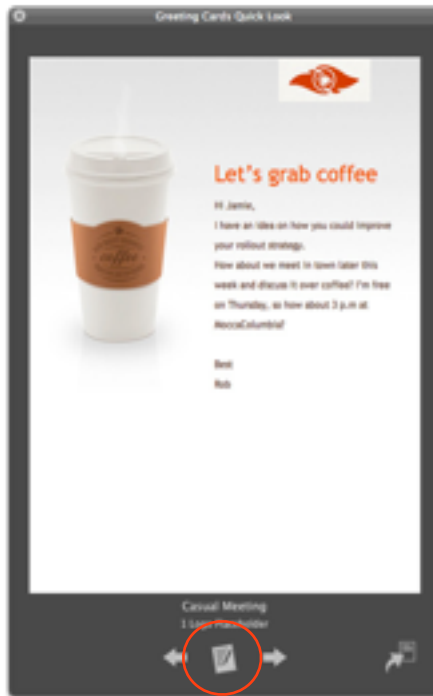 Greeting Cards Quick Look
Let's grab coffee
Hi Jamie,
I have an idea on how you could improve
your rollout strategy.
How about we meet in town later this
week and discuss it over coffee? I'm free
on Thursday, so how about 3 p.m at
MoccaColumbia?
Best
Rob
coffee
Casual Meeting
1 Logo Placeholder